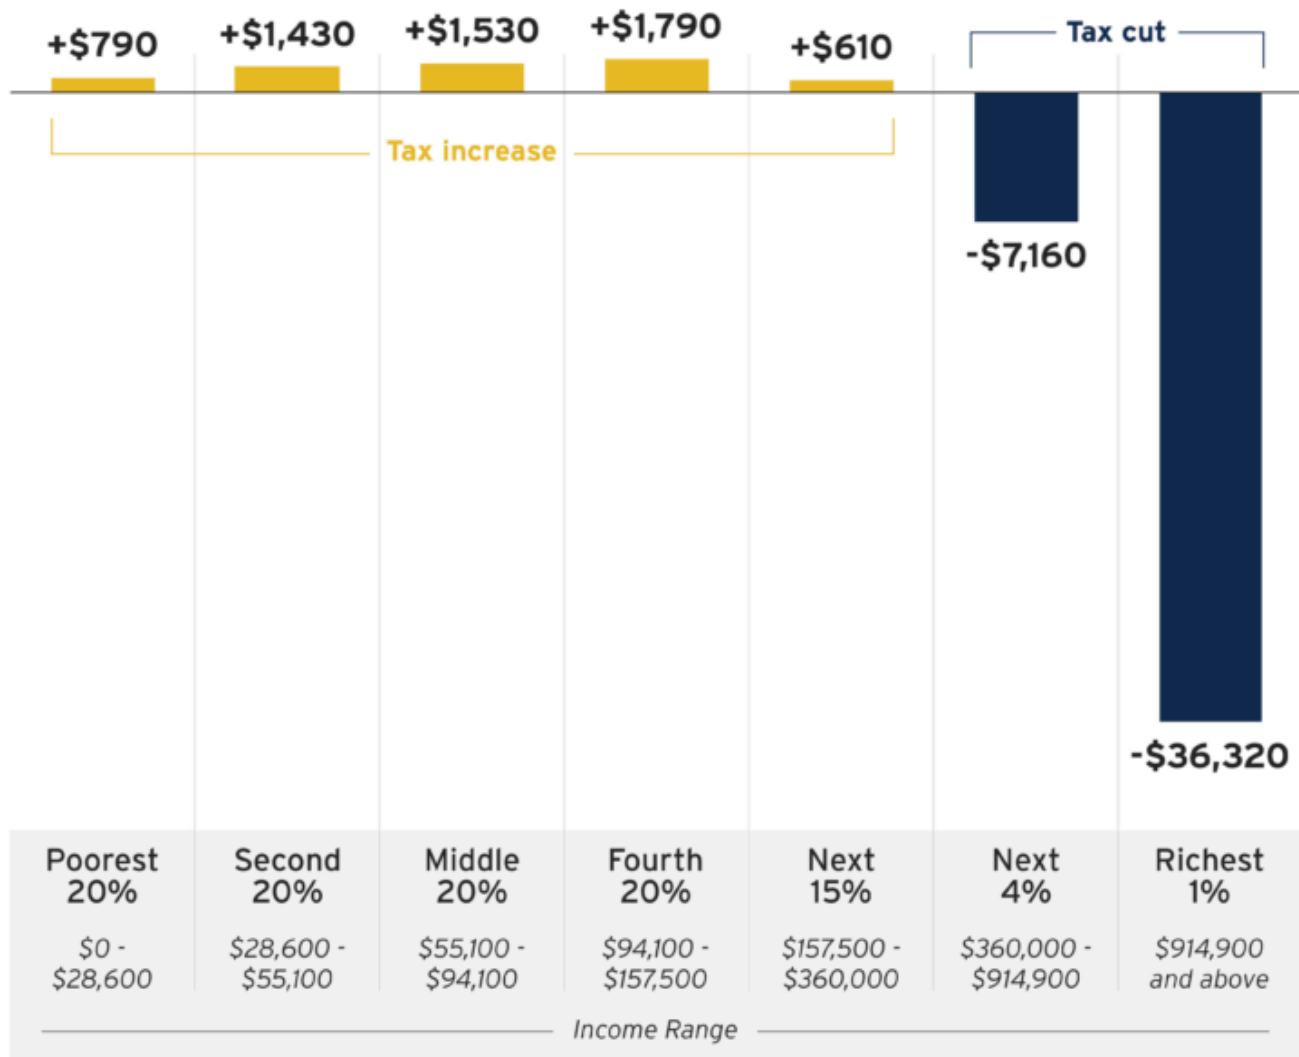 +$790
+$1,430
+$1,530
+$1,790
+$610
Tax cut
Tax increase
-$7,160
-$36,320
Poorest
20%
Second
20%
Middle
20%
Fourth
20%
Next
15%
Next
4%
Richest
1%
$0 -
$28,600
$28,600 -
$55,100
$55,100 -
$94,100
$94,100 -
$157,500
$157,500 -
$360,000
$360,000 -
$914,900
$914,900
and above
Income Range